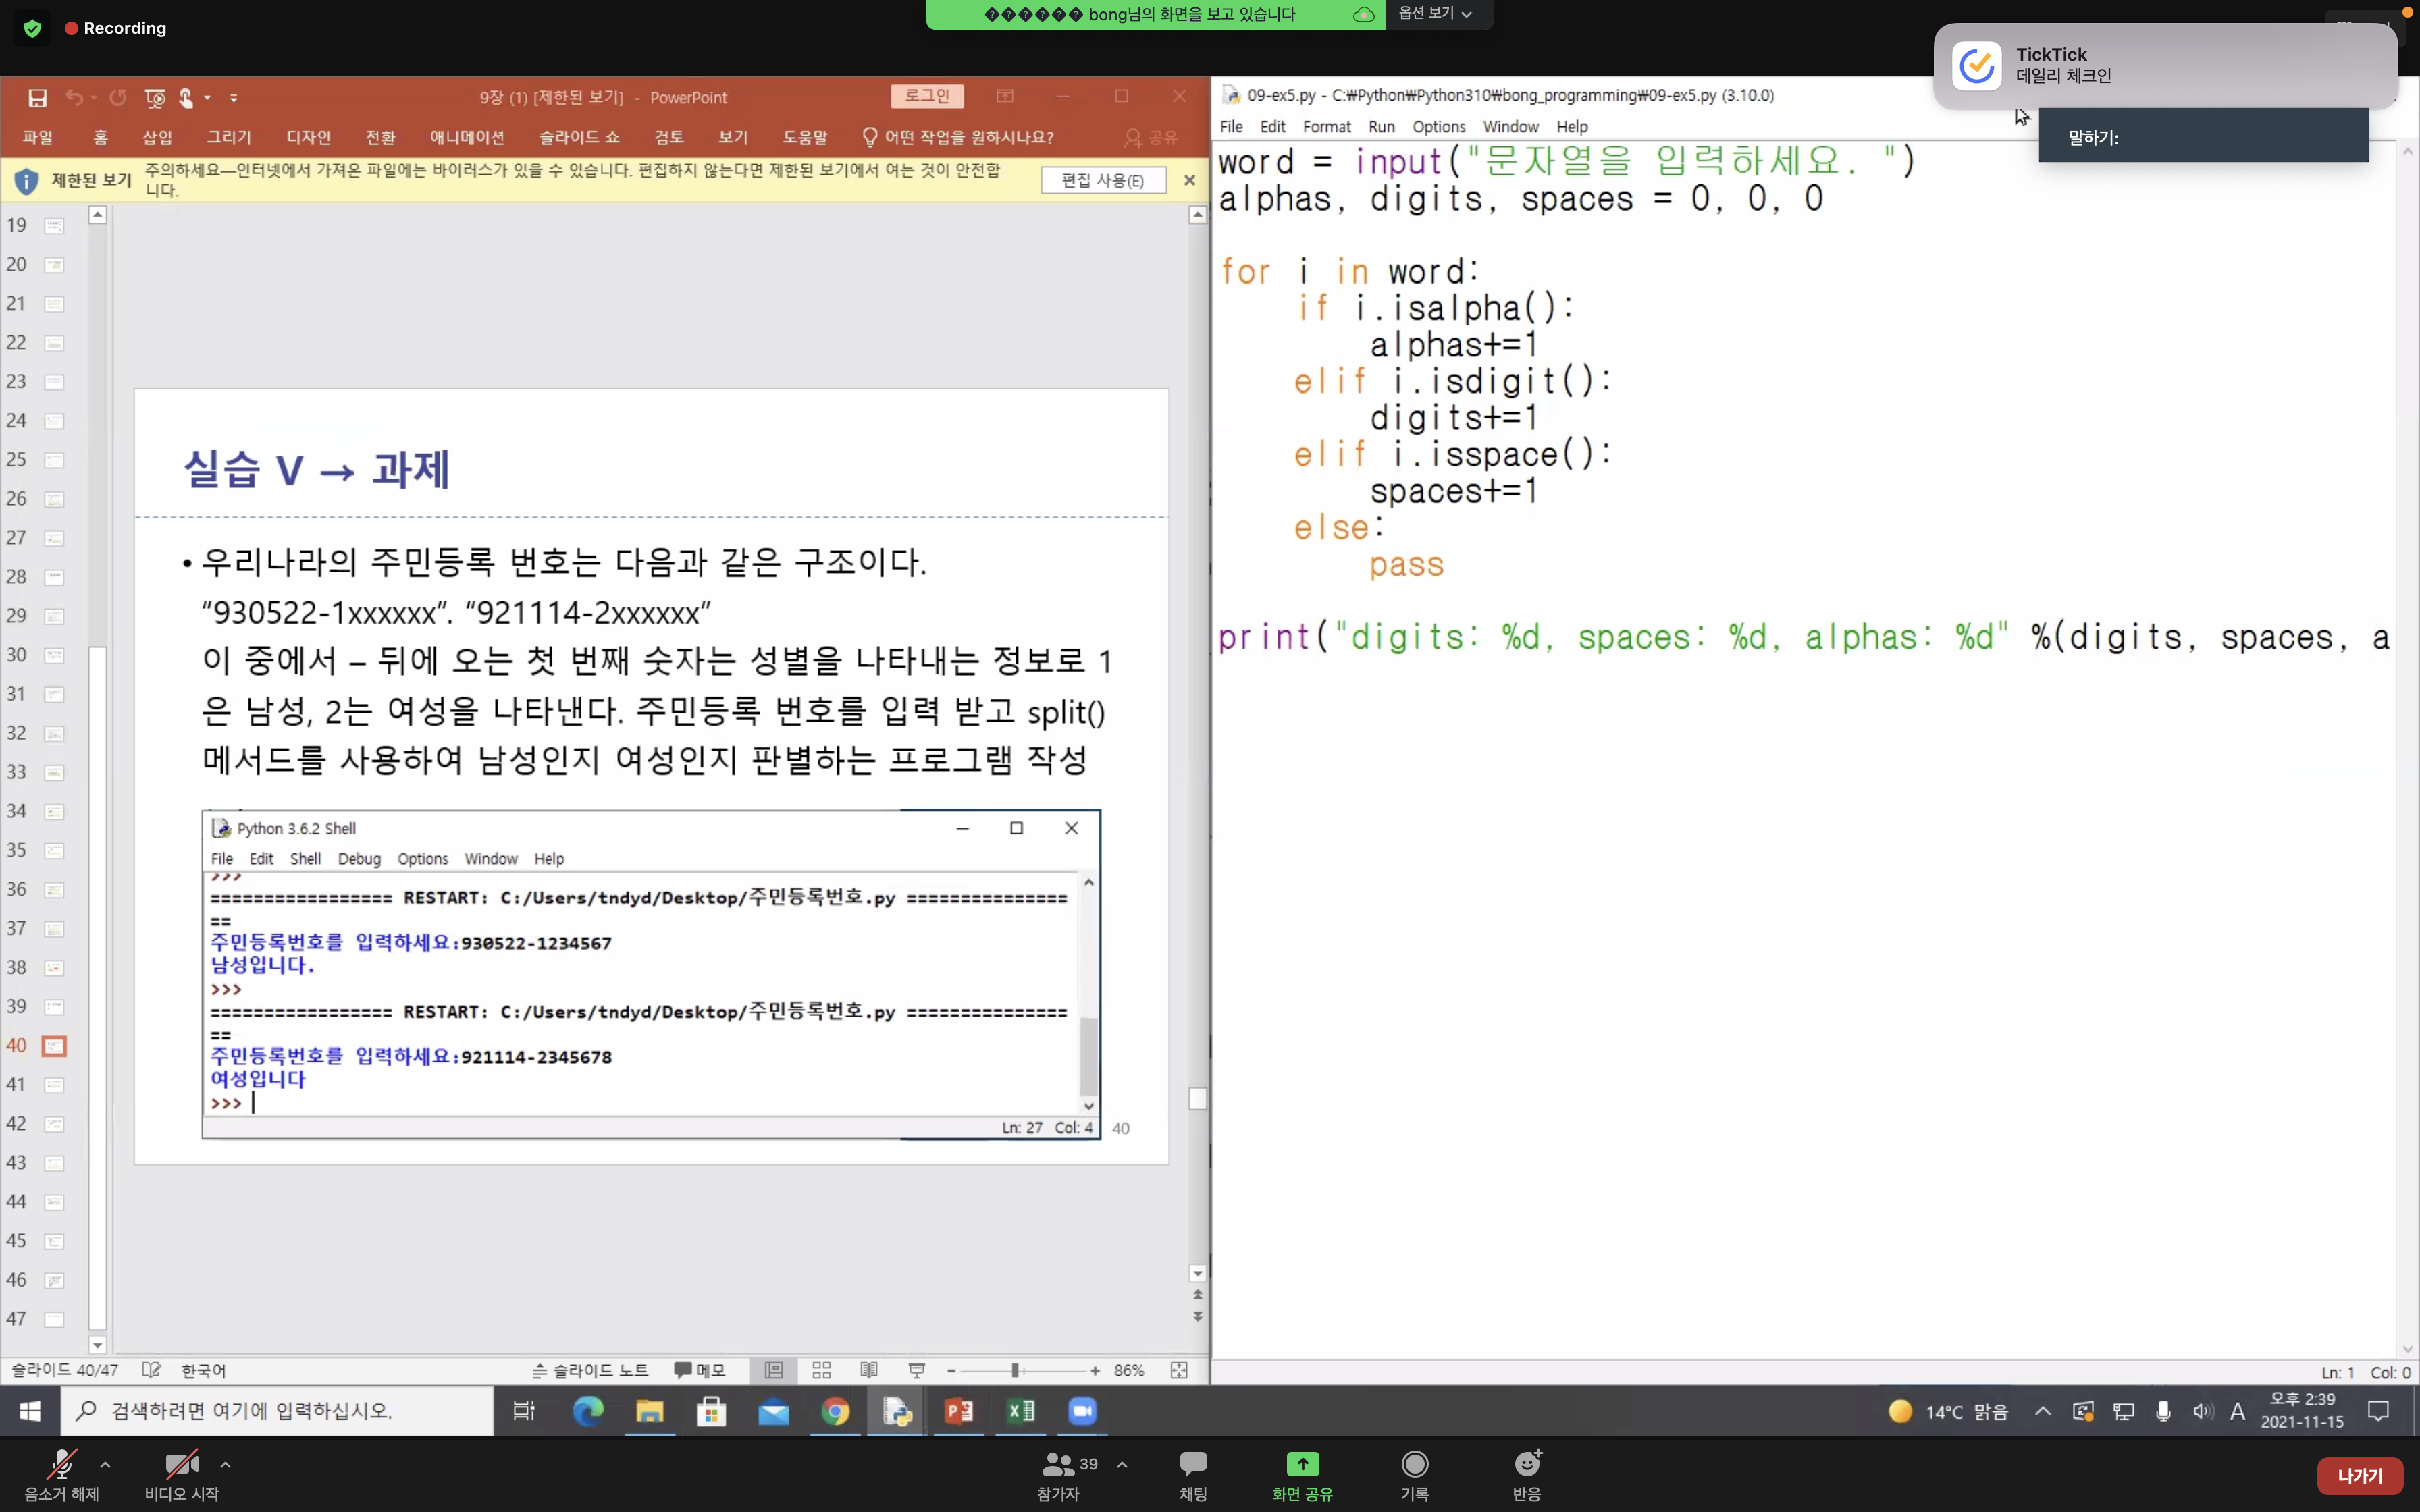 Recording
bong님의 화면을 보고 있습니다
옵션 보기
TickTick
데일리 체크인
말하기:
9장 (1) [제한된 보기] - PowerPoint
로그인
파일 홈 삽입 그리기 디자인 전환 애니메이션 슬라이드 쇼 검토 보기 도움말 어떤 작업을 원하시나요? 공유
제한된 보기
주의하세요—인터넷에서 가져온 파일에는 바이러스가 있을 수 있습니다. 편집하지 않는다면 제한된 보기에서 여는 것이 안전합
니다.
편집 사용(E)
19
20
21
22
23
24
25
26
27
28
29
30
31
32
33
34
35
36
37
38
39
40
41
42
43
44
45
46
47
실습 V → 과제
• 우리나라의 주민등록 번호는 다음과 같은 구조이다.
“930522-1xxxxxx”. “921114-2xxxxxx”
이 중에서 – 뒤에 오는 첫 번째 숫자는 성별을 나타내는 정보로 1
은 남성, 2는 여성을 나타낸다. 주민등록 번호를 입력 받고 split()
메서드를 사용하여 남성인지 여성인지 판별하는 프로그램 작성
Python 3.6.2 Shell
File Edit Shell Debug Options Window Help
>>>
================= RESTART: C:/Users/tndyd/Desktop/주민등록번호.py ===============
==
주민등록번호를 입력하세요:930522-1234567
남성입니다.
>>>
================= RESTART: C:/Users/tndyd/Desktop/주민등록번호.py ===============
==
주민등록번호를 입력하세요:921114-2345678
여성입니다
>>>
Ln: 27 Col: 4
40
슬라이드 40/47 한국어 슬라이드 노트 메모 86%
09-ex5.py - C:₩Python₩Python310₩bong_programming₩09-ex5.py (3.10.0)
File Edit Format Run Options Window Help
word = input("문자열을 입력하세요. ")
alphas, digits, spaces = 0, 0, 0
for i in word:
if i.isalpha():
alphas+=1
elif i.isdigit():
digits+=1
elif i.isspace():
spaces+=1
else:
pass
print("digits: %d, spaces: %d, alphas: %d" %(digits, spaces, a
Ln: 1 Col: 0
검색하려면 여기에 입력하십시오.
14°C 맑음
A
오후 2:39
2021-11-15
음소거 해제
비디오 시작
39
참가자
채팅
화면 공유
기록
반응
나가기